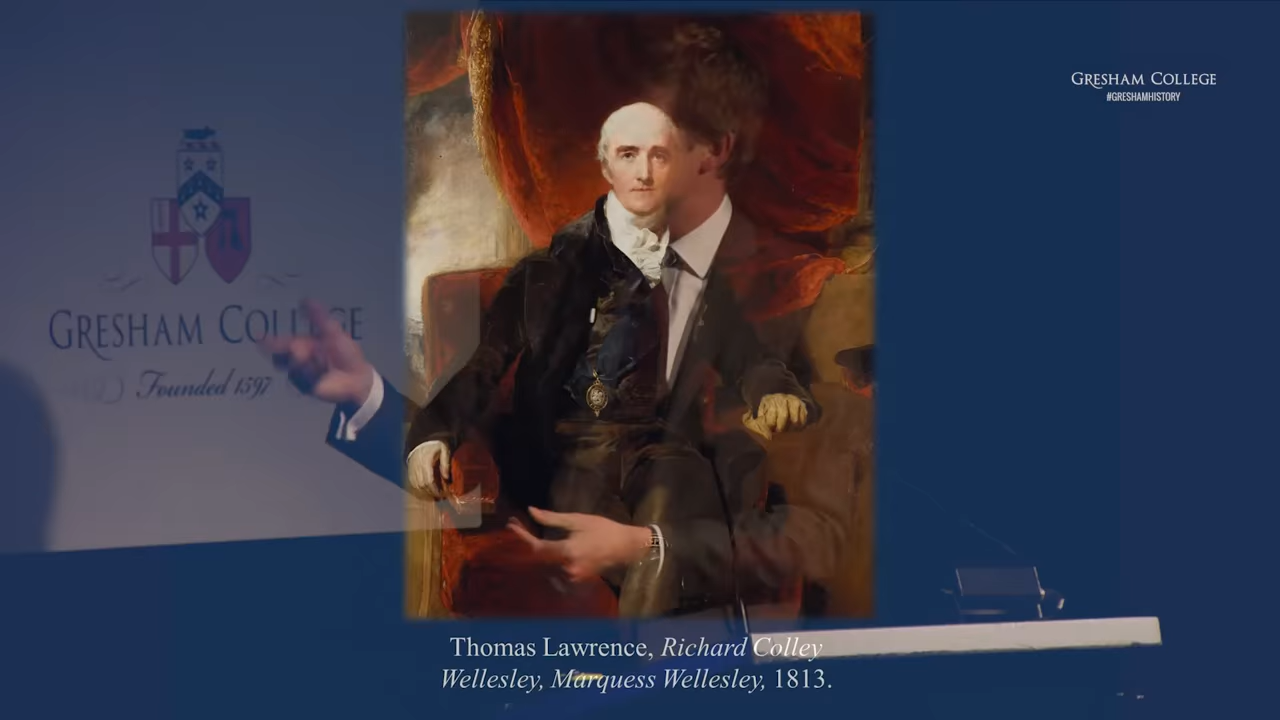 GRESHAM COLLEGE
#GRESHAMHISTORY
GRESHAM COLLEGE
Founded 1597
Thomas Lawrence, Richard Colley
Wellesley, Marquess Wellesley, 1813.